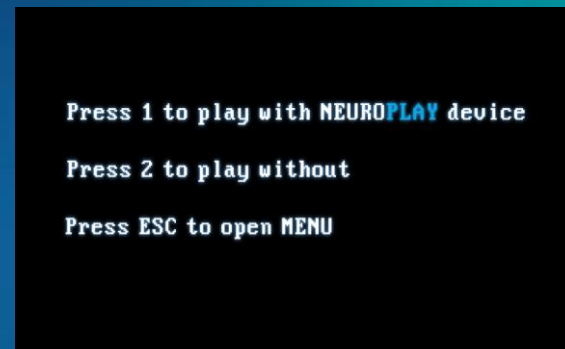 Press 1 to play with NEUROPLAY device
Press 2 to play without
Press ESC to open MENU